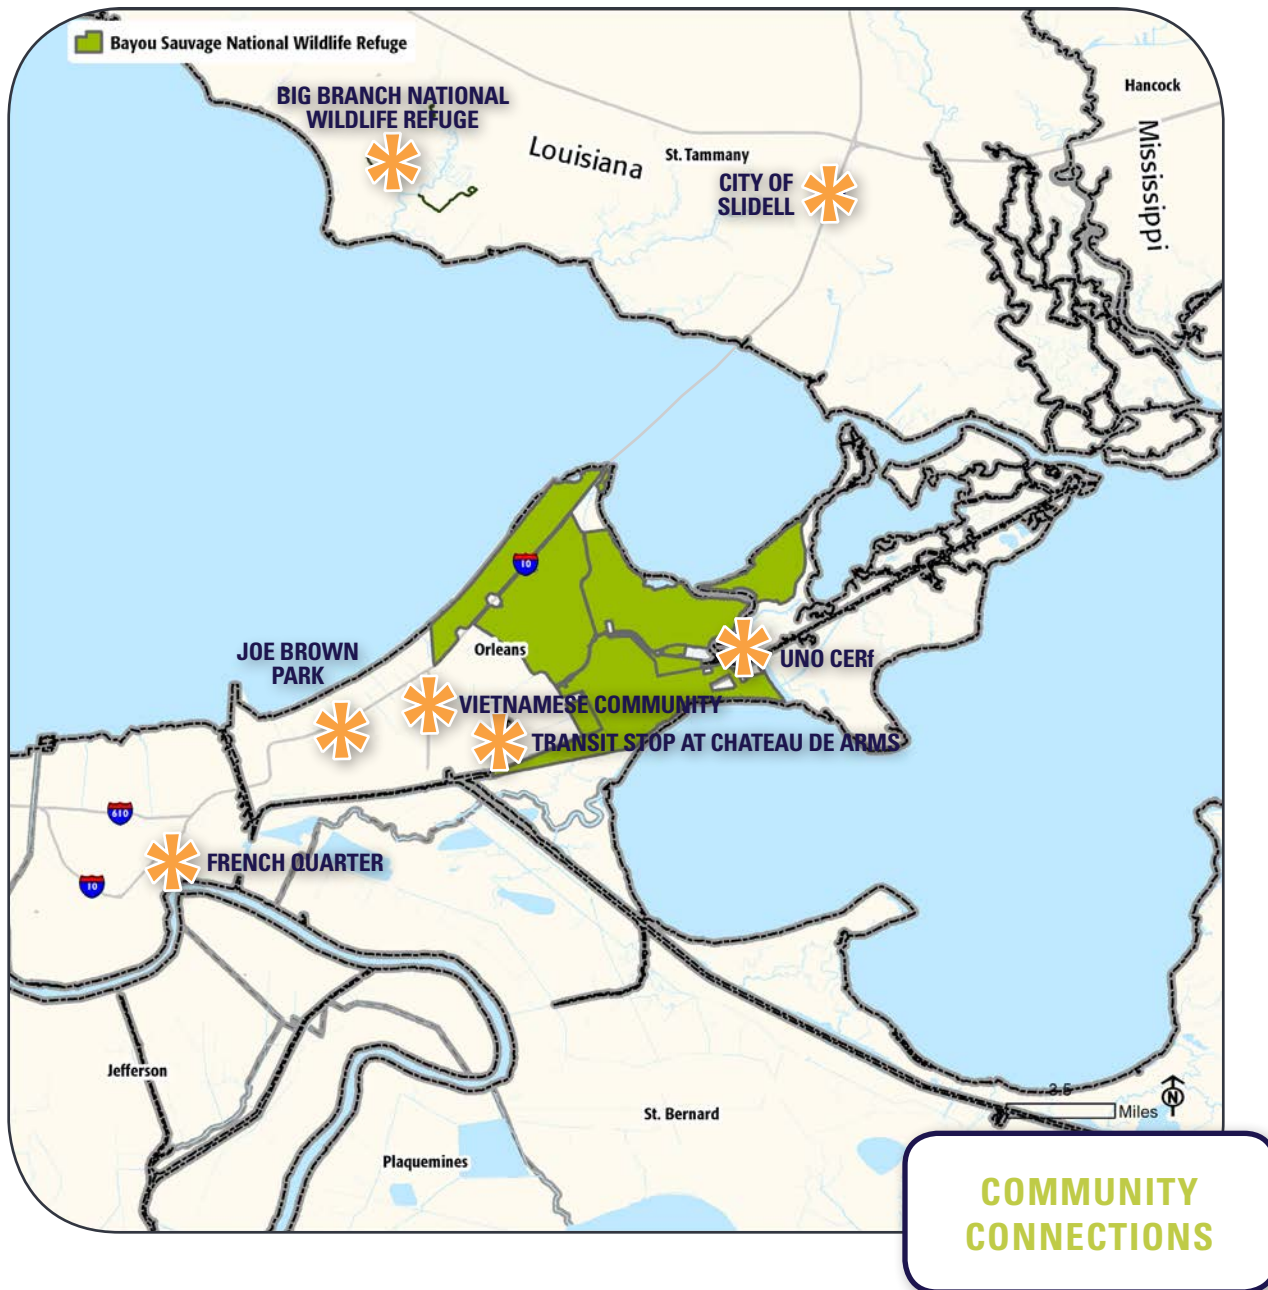 Bayou Sauvage National Wildlife Refuge
BIG BRANCH NATIONAL
WILDLIFE REFUGE
Louisiana
St. Tammany
Hancock
Mississippi
CITY OF
SLIDELL
10
Orleans
JOE BROWN
PARK
UNO CERf
VIETNAMESE COMMUNITY
TRANSIT STOP AT CHATEAU DE ARMS
610
FRENCH QUARTER
10
Jefferson
St. Bernard
Plaquemines
3.5
Miles
N
COMMUNITY
CONNECTIONS